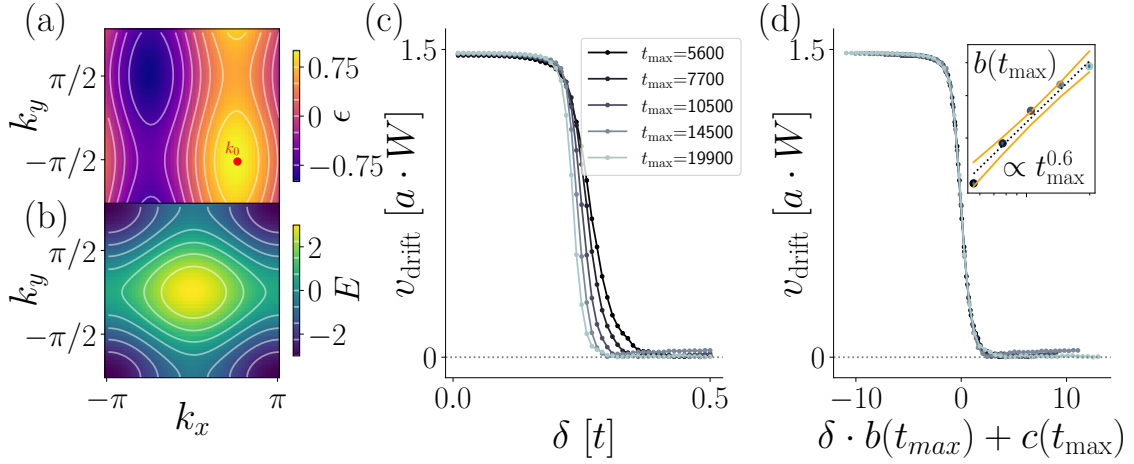 (a)
k_y
π/2
−π/2
k_0
0.75
0
−0.75
ϵ
(b)
k_y
π/2
−π/2
2
0
−2
E
−π
π
k_x
(c)
v_drift [a · W]
1.5
0
t_max=5600
t_max=7700
t_max=10500
t_max=14500
t_max=19900
0.0
0.5
δ [t]
(d)
v_drift [a · W]
1.5
0
b(t_max)
∝ t_max^0.6
−10
0
10
δ · b(t_max) + c(t_max)